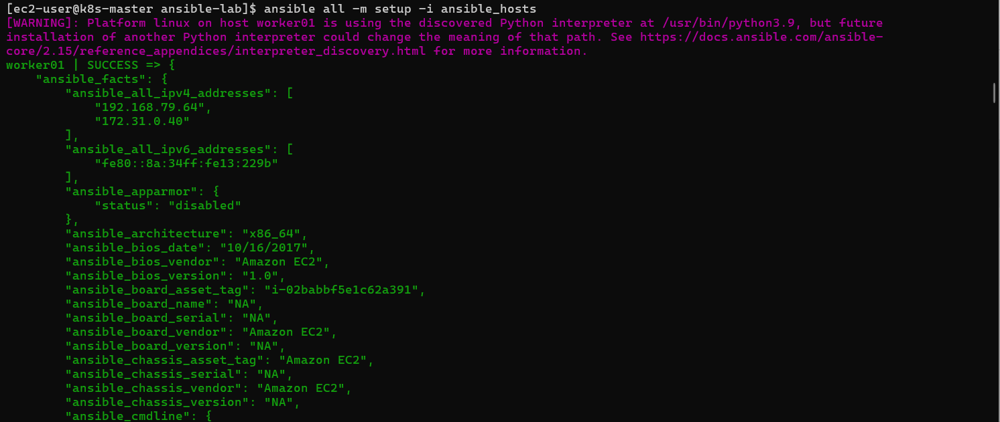 [ec2-user@k8s-master ansible-lab]$ ansible all -m setup -i ansible_hosts
[WARNING]: Platform linux on host worker01 is using the discovered Python interpreter at /usr/bin/python3.9, but future
installation of another Python interpreter could change the meaning of that path. See https://docs.ansible.com/ansible-
core/2.15/reference_appendices/interpreter_discovery.html for more information.
worker01 | SUCCESS => {
    "ansible_facts": {
        "ansible_all_ipv4_addresses": [
            "192.168.79.64",
            "172.31.0.40"
        ],
        "ansible_all_ipv6_addresses": [
            "fe80::8a:34ff:fe13:229b"
        ],
        "ansible_apparmor": {
            "status": "disabled"
        },
        "ansible_architecture": "x86_64",
        "ansible_bios_date": "10/16/2017",
        "ansible_bios_vendor": "Amazon EC2",
        "ansible_bios_version": "1.0",
        "ansible_board_asset_tag": "i-02babbf5e1c62a391",
        "ansible_board_name": "NA",
        "ansible_board_serial": "NA",
        "ansible_board_vendor": "Amazon EC2",
        "ansible_board_version": "NA",
        "ansible_chassis_asset_tag": "Amazon EC2",
        "ansible_chassis_serial": "NA",
        "ansible_chassis_vendor": "Amazon EC2",
        "ansible_chassis_version": "NA",
        "ansible_cmdline": {